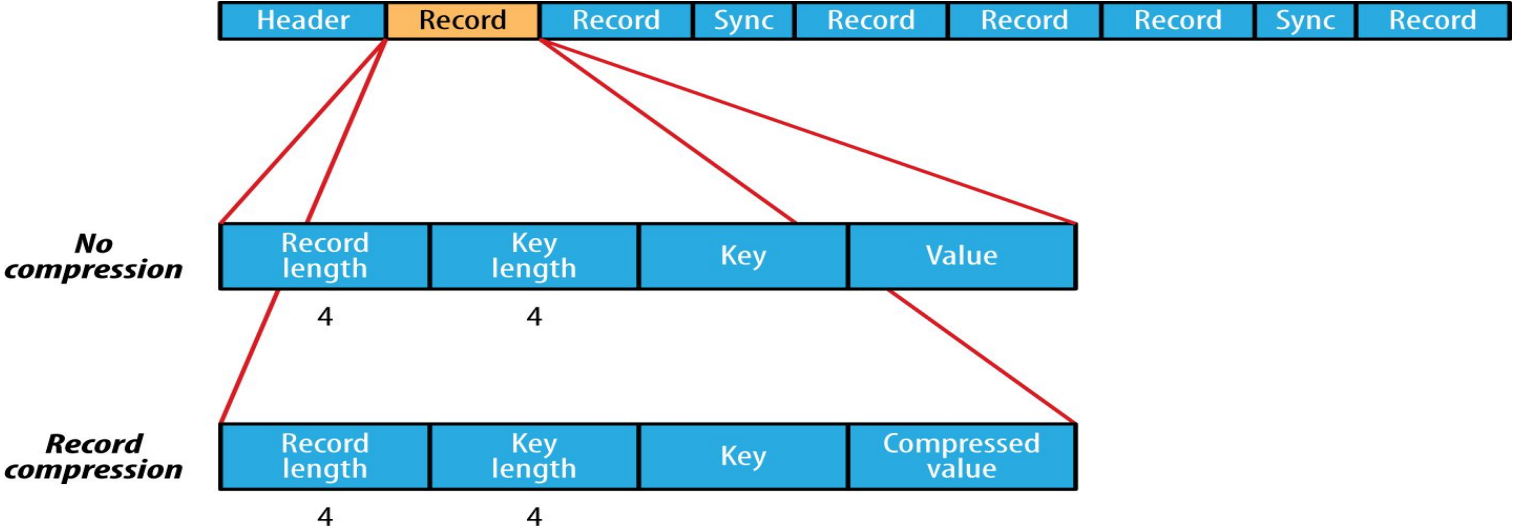 Header Record Record Sync Record Record Record Sync Record
No
compression
Record
length
Key
length
Key
Value
4
4
Record
compression
Record
length
Key
length
Key
Compressed
value
4
4